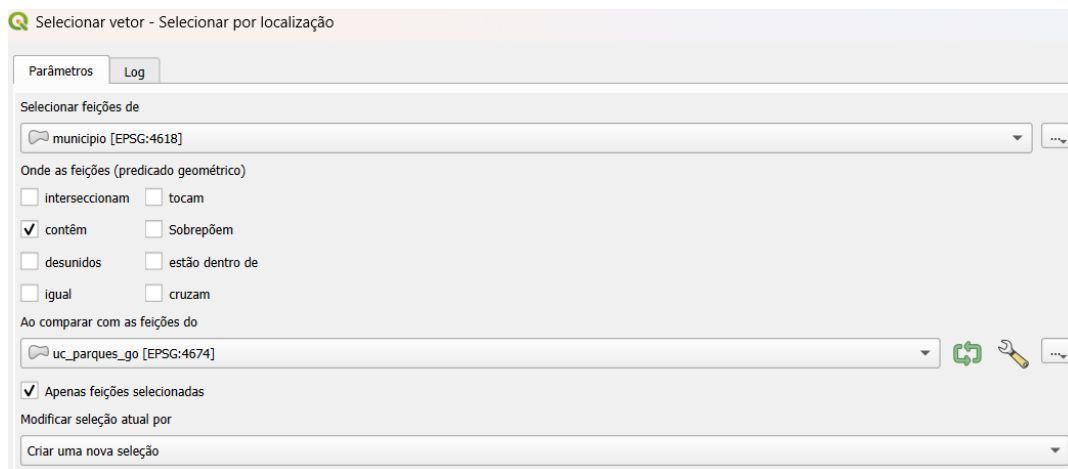 Selecionar vetor - Selecionar por localização
Parâmetros Log
Selecionar feições de
municipio [EPSG:4618]
...
Onde as feições (predicado geométrico)
interseccionam tocam
contêm Sobrepõem
desunidos estão dentro de
igual cruzam
Ao comparar com as feições do
uc_parques_go [EPSG:4674]
...
Apenas feições selecionadas
Modificar seleção atual por
Criar uma nova seleção